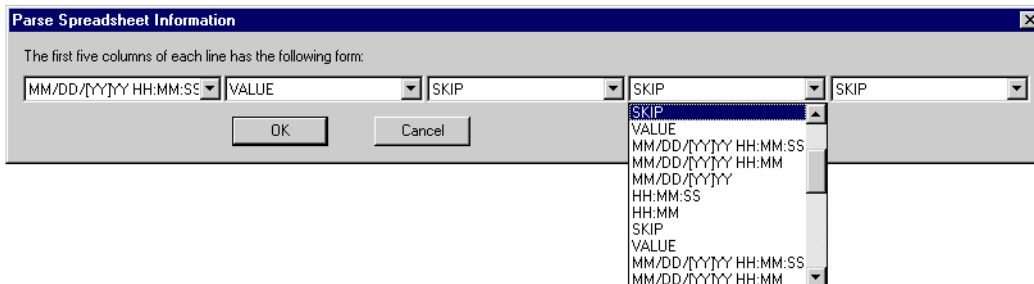 Parse Spreadsheet Information
The first five columns of each line has the following form:
MM/DD/[YY]YY HH:MM:SS VALUE SKIP SKIP SKIP
OK Cancel
SKIP
VALUE
MM/DD/[YY]YY HH:MM:SS
MM/DD/[YY]YY HH:MM
MM/DD/[YY]YY
HH:MM:SS
HH:MM
SKIP
VALUE
MM/DD/[YY]YY HH:MM:SS
MM/DD/[YY]YY HH:MM